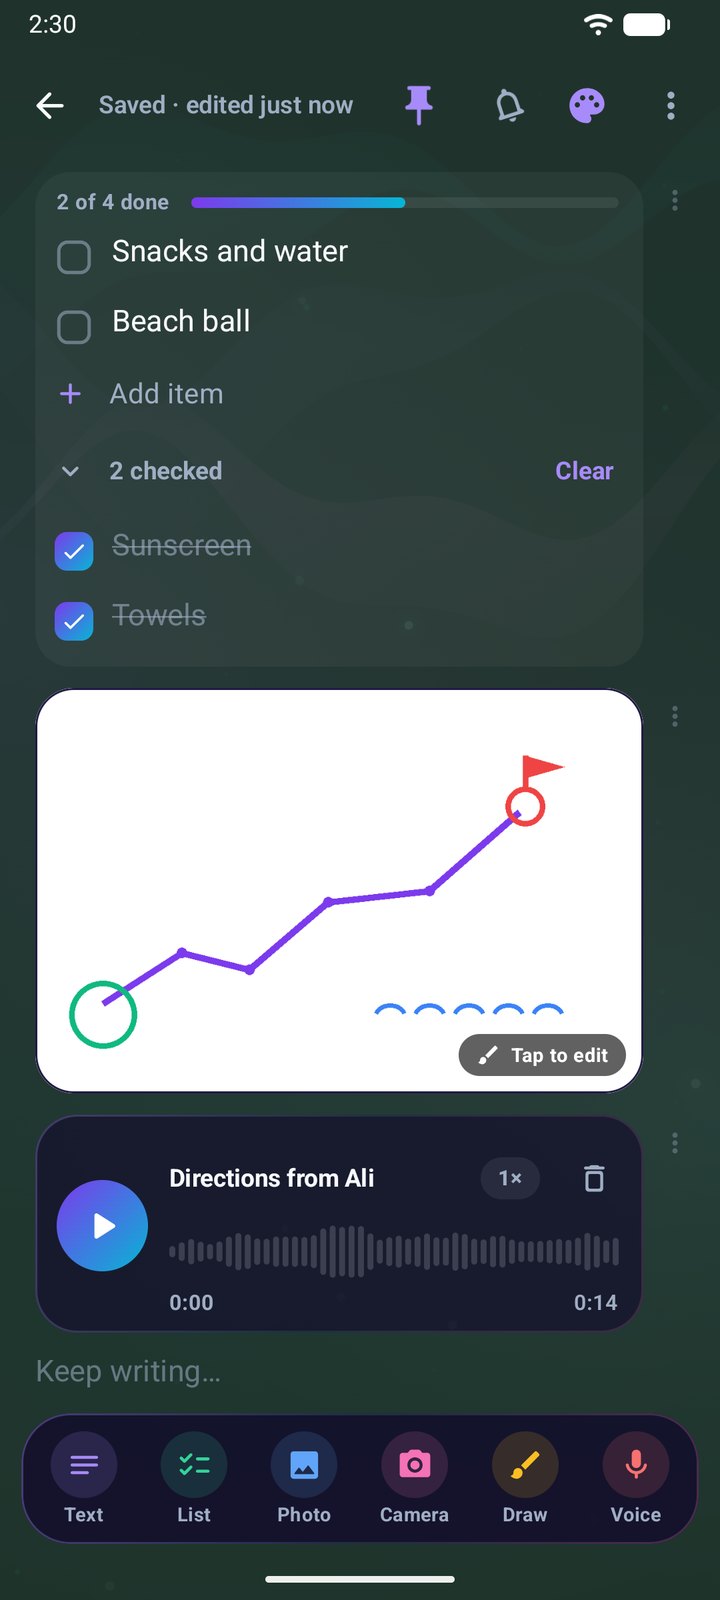 2:30
Saved · edited just now
2 of 4 done
Snacks and water
Beach ball
Add item
2 checked
Clear
Sunscreen
Towels
Tap to edit
Directions from Ali
1×
0:00
0:14
Keep writing…
Text
List
Photo
Camera
Draw
Voice